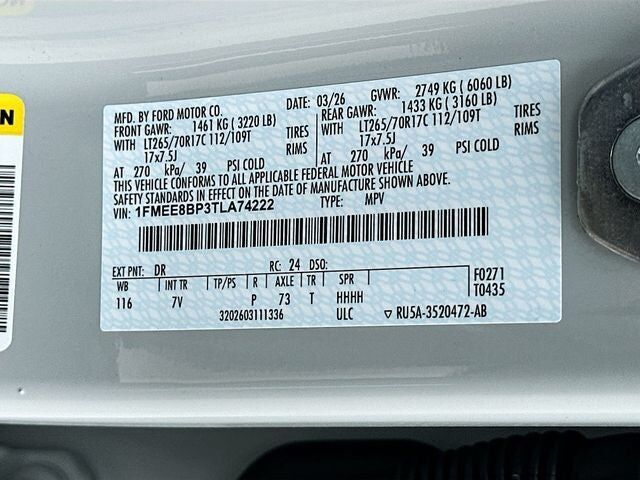 MFD. BY FORD MOTOR CO. DATE: 03/26 GVWR: 2749 KG ( 6060 LB)
FRONT GAWR: 1461 KG ( 3220 LB) REAR GAWR: 1433 KG ( 3160 LB)
WITH LT265/70R17C 112/109T TIRES WITH LT265/70R17C 112/109T TIRES
17x7.5J RIMS 17x7.5J RIMS
AT 270 kPa/ 39 PSI COLD AT 270 kPa/ 39 PSI COLD
THIS VEHICLE CONFORMS TO ALL APPLICABLE FEDERAL MOTOR VEHICLE
SAFETY STANDARDS IN EFFECT ON THE DATE OF MANUFACTURE SHOWN ABOVE.
VIN: 1FMEE8BP3TLA74222 TYPE: MPV
EXT PNT: DR RC: 24 DSO: F0271
WB INT TR TP/PS R AXLE TR SPR T0435
116 7V P 73 T HHHH
3202603111336 ULC ▽ RU5A-3520472-AB